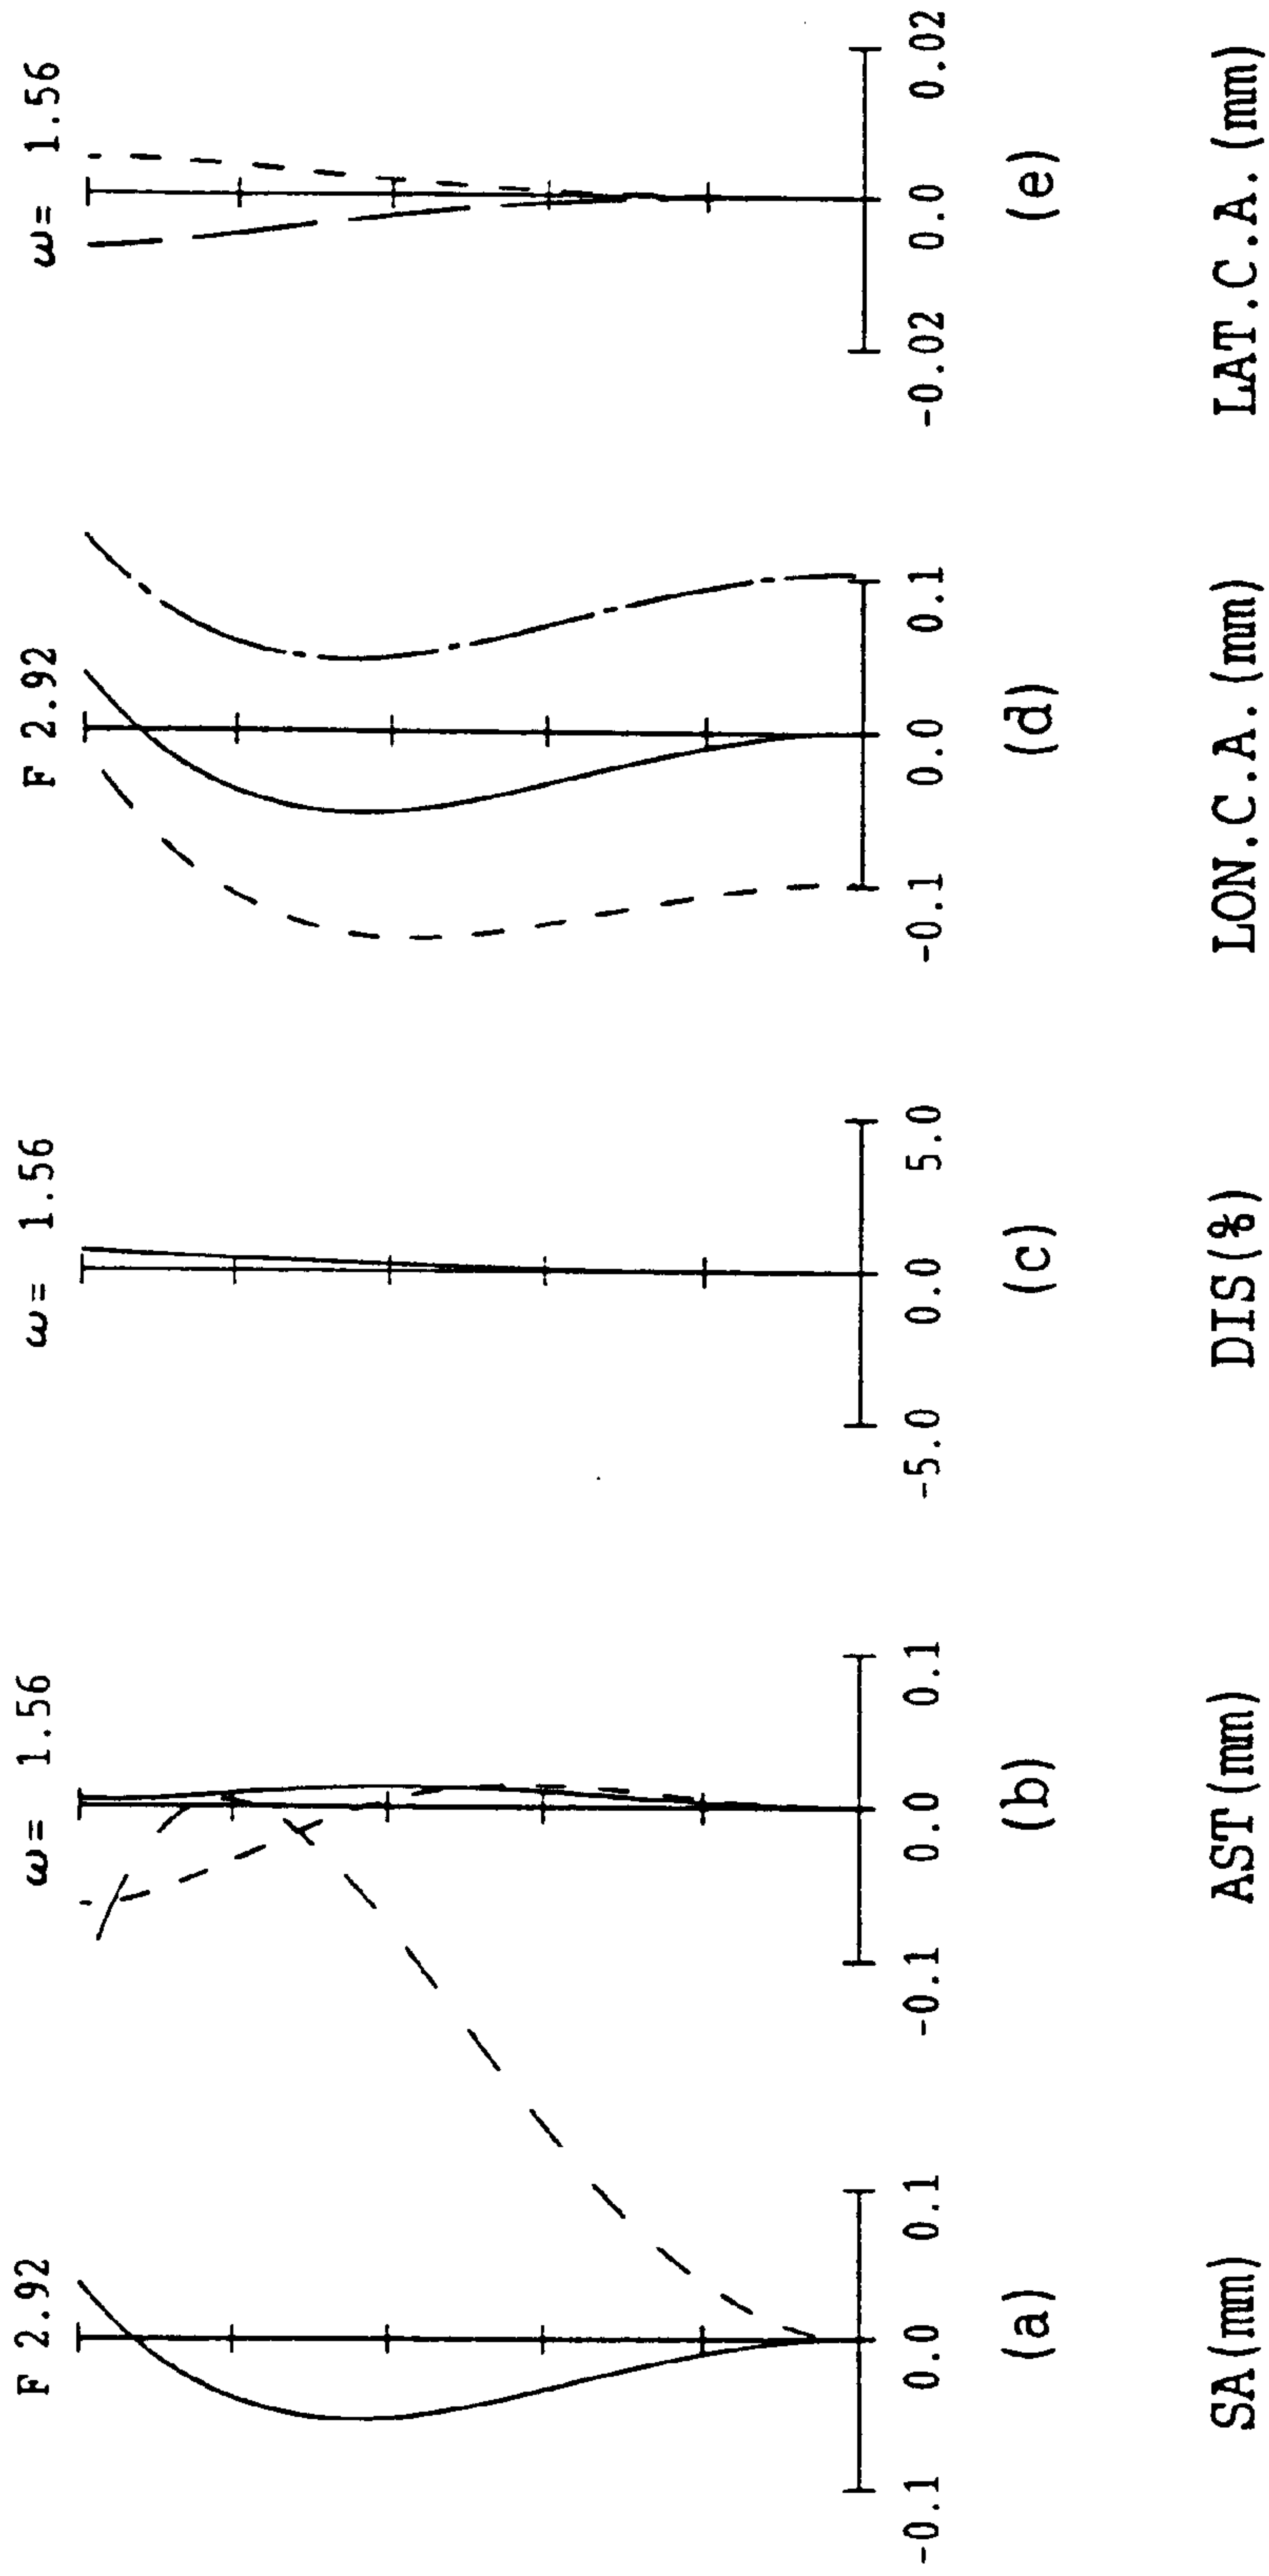 F 2.92
-0.1 0.0 0.1
(a)
SA(mm)
ω= 1.56
-0.1 0.0 0.1
(b)
AST(mm)
ω= 1.56
-5.0 0.0 5.0
(c)
DIS(%)
F 2.92
-0.1 0.0 0.1
(d)
LON.C.A.(mm)
ω= 1.56
-0.02 0.0 0.02
(e)
LAT.C.A.(mm)